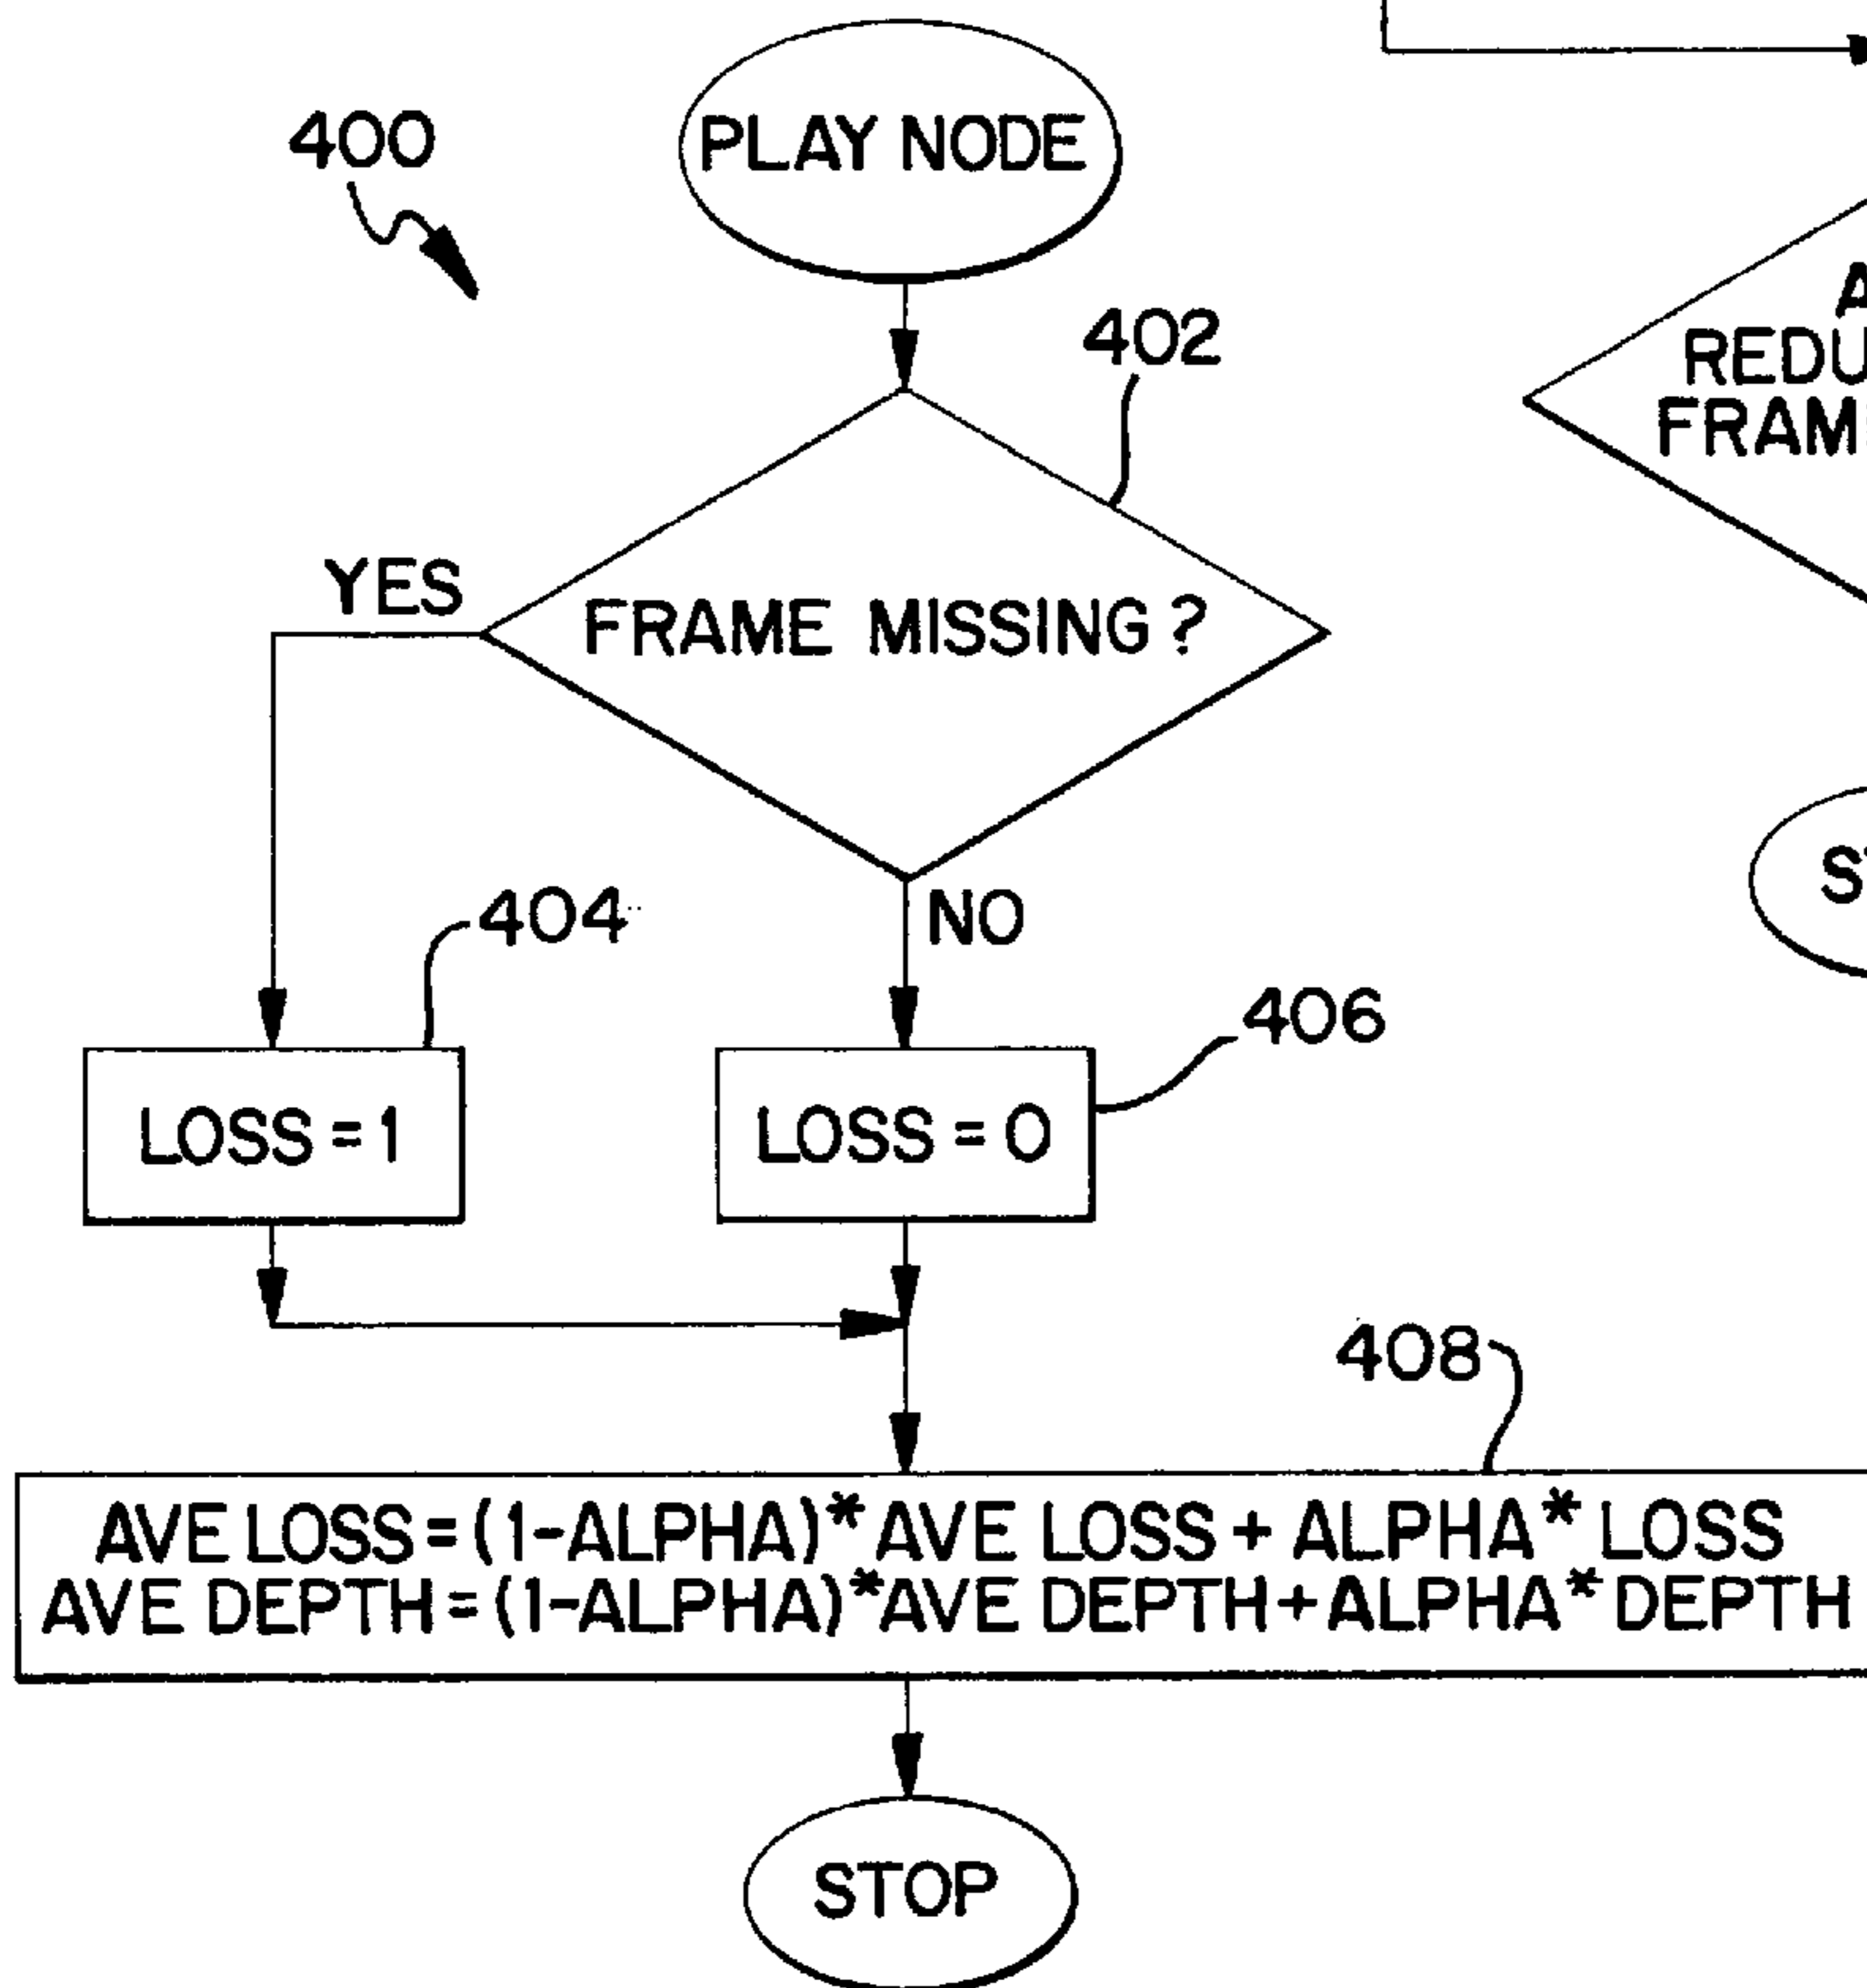 PLAY NODE
400
402
YES
FRAME MISSING?
404
NO
406
LOSS=1
LOSS=0
408
AVE LOSS=(1-ALPHA)*AVE LOSS+ALPHA*LOSS
AVE DEPTH=(1-ALPHA)*AVE DEPTH+ALPHA*DEPTH
STOP